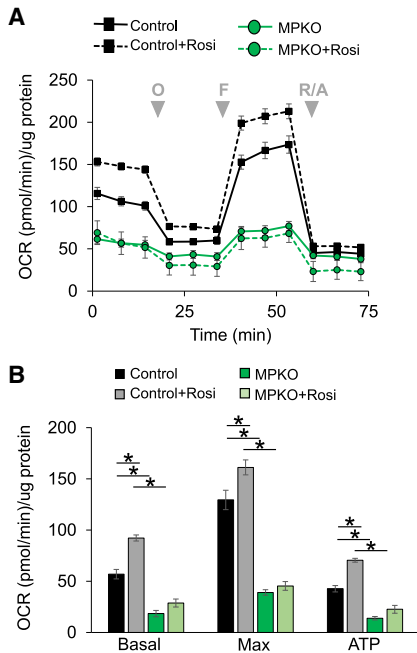 A
Control
MPKO
Control+Rosi
MPKO+Rosi
250
200
150
100
50
0
OCR (pmol/min)/ug protein
O
F
R/A
0
25
50
75
Time (min)
B
Control
MPKO
Control+Rosi
MPKO+Rosi
200
150
100
50
0
OCR (pmol/min)/ug protein
*
*
*
*
*
*
*
*
*
Basal
Max
ATP